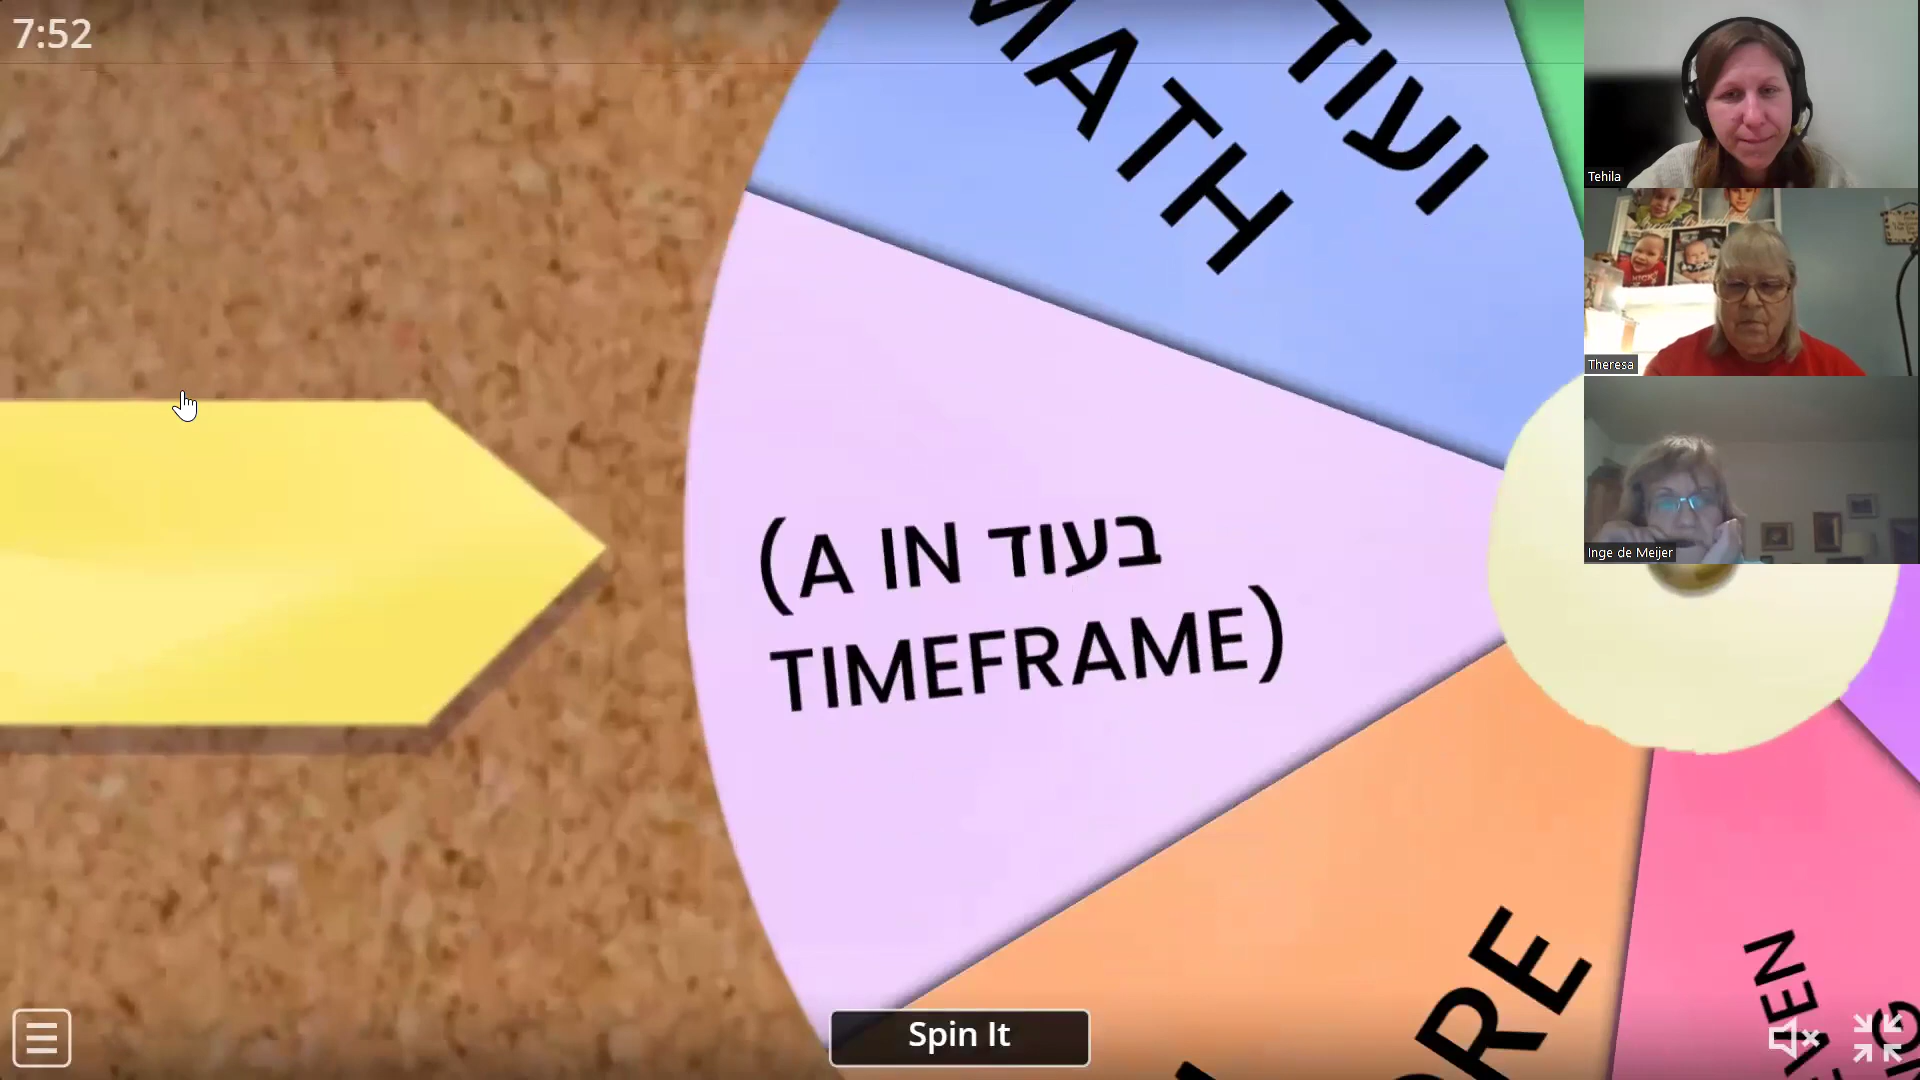 7:52
ועוד
MATH
(A IN בעוד
TIMEFRAME)
Spin It
Tehila
Theresa
Inge de Meijer